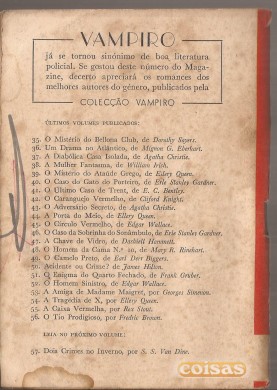 VAMPIRO
já se tornou sinónimo de boa literatura
policial. Se gostou deste número do Maga-
zine, decerto apreciará os romances dos
melhores autores do género, publicados pela
COLECÇÃO VAMPIRO
ÚLTIMOS VOLUMES PUBLICADOS:
35. O Mistério do Bellona Club, de Dorothy Sayers.
36. Um Drama no Atlântico, de Mignon G. Eberhart.
37. A Diabólica Casa Isolada, de Agatha Christie.
38. A Mulher Fantasma, de William Irish.
39. O Mistério do Ataúde Grego, de Ellery Queen.
40. O Caso do Gato do Porteiro, de Erle Stanley Gardner.
41. O Último Caso de Trent, de E. C. Bentley.
42. O Caranguejo Vermelho, de Clifford Knight.
43. O Adversário Secreto, de Agatha Christie.
44. A Porta do Meio, de Ellery Queen.
45. O Círculo Vermelho, de Edgar Wallace.
46. O Caso da Sobrinha do Sonâmbulo, de Erle Stanley Gardner.
47. A Chave de Vidro, de Dashiell Hammett.
48. O Homem da Cama N.º 10, de Mary R. Rinehart.
49. O Camelo Preto, de Earl Derr Biggers.
50. Acidente ou Crime? de James Hilton.
51. O Enigma do Quarto Fechado, de Frank Gruber.
52. O Homem Sinistro, de Edgar Wallace.
53. A Amiga de Madame Maigret, por Georges Simenon.
54. A Tragédia de X, por Ellery Queen.
55. A Caixa Vermelha, por Rex Stout.
56. O Tio Prodigioso, por Fredric Brown.
LEIA NO PRÓXIMO VOLUME:
57. Dois Crimes no Inverno, por S. S. Van Dine.
coisas